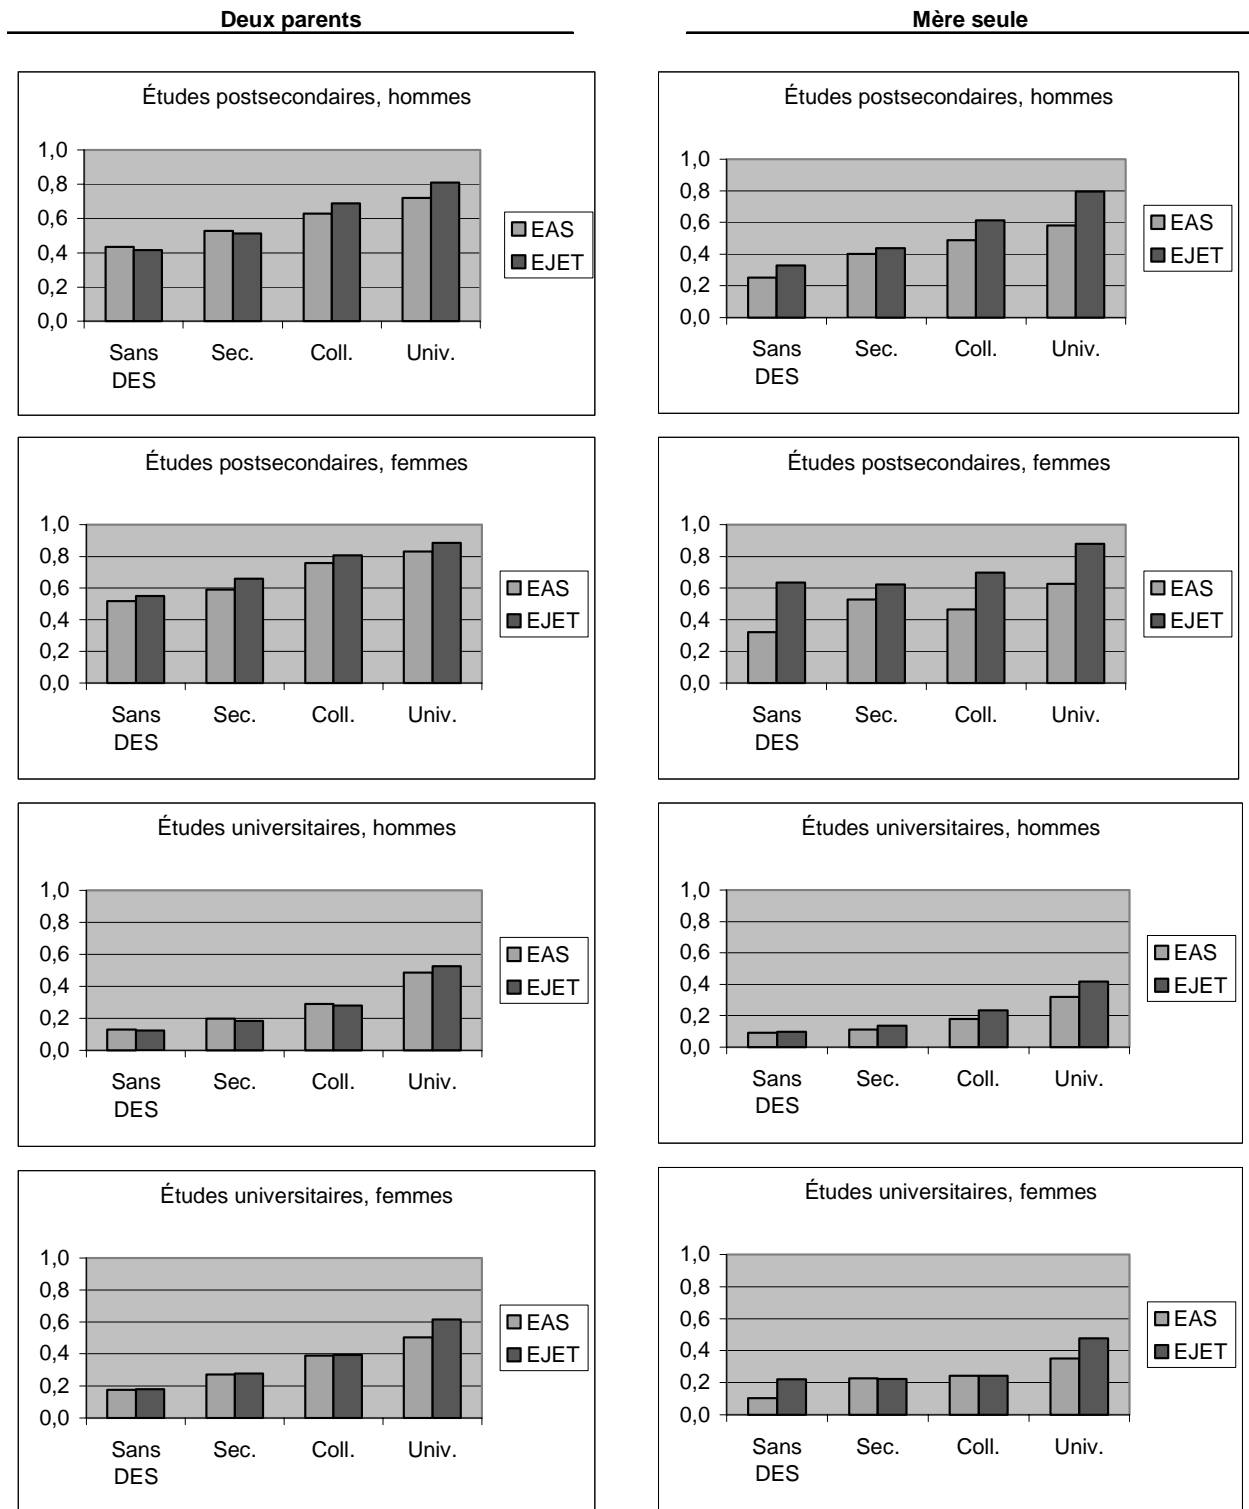 Deux parents
Mère seule
Études postsecondaires, hommes
1,0
0,8
0,6
0,4
0,2
0,0
Sans DES
Sec.
Coll.
Univ.
EAS
EJET
Études postsecondaires, hommes
1,0
0,8
0,6
0,4
0,2
0,0
Sans DES
Sec.
Coll.
Univ.
EAS
EJET
Études postsecondaires, femmes
1,0
0,8
0,6
0,4
0,2
0,0
Sans DES
Sec.
Coll.
Univ.
EAS
EJET
Études postsecondaires, femmes
1,0
0,8
0,6
0,4
0,2
0,0
Sans DES
Sec.
Coll.
Univ.
EAS
EJET
Études universitaires, hommes
1,0
0,8
0,6
0,4
0,2
0,0
Sans DES
Sec.
Coll.
Univ.
EAS
EJET
Études universitaires, hommes
1,0
0,8
0,6
0,4
0,2
0,0
Sans DES
Sec.
Coll.
Univ.
EAS
EJET
Études universitaires, femmes
1,0
0,8
0,6
0,4
0,2
0,0
Sans DES
Sec.
Coll.
Univ.
EAS
EJET
Études universitaires, femmes
1,0
0,8
0,6
0,4
0,2
0,0
Sans DES
Sec.
Coll.
Univ.
EAS
EJET